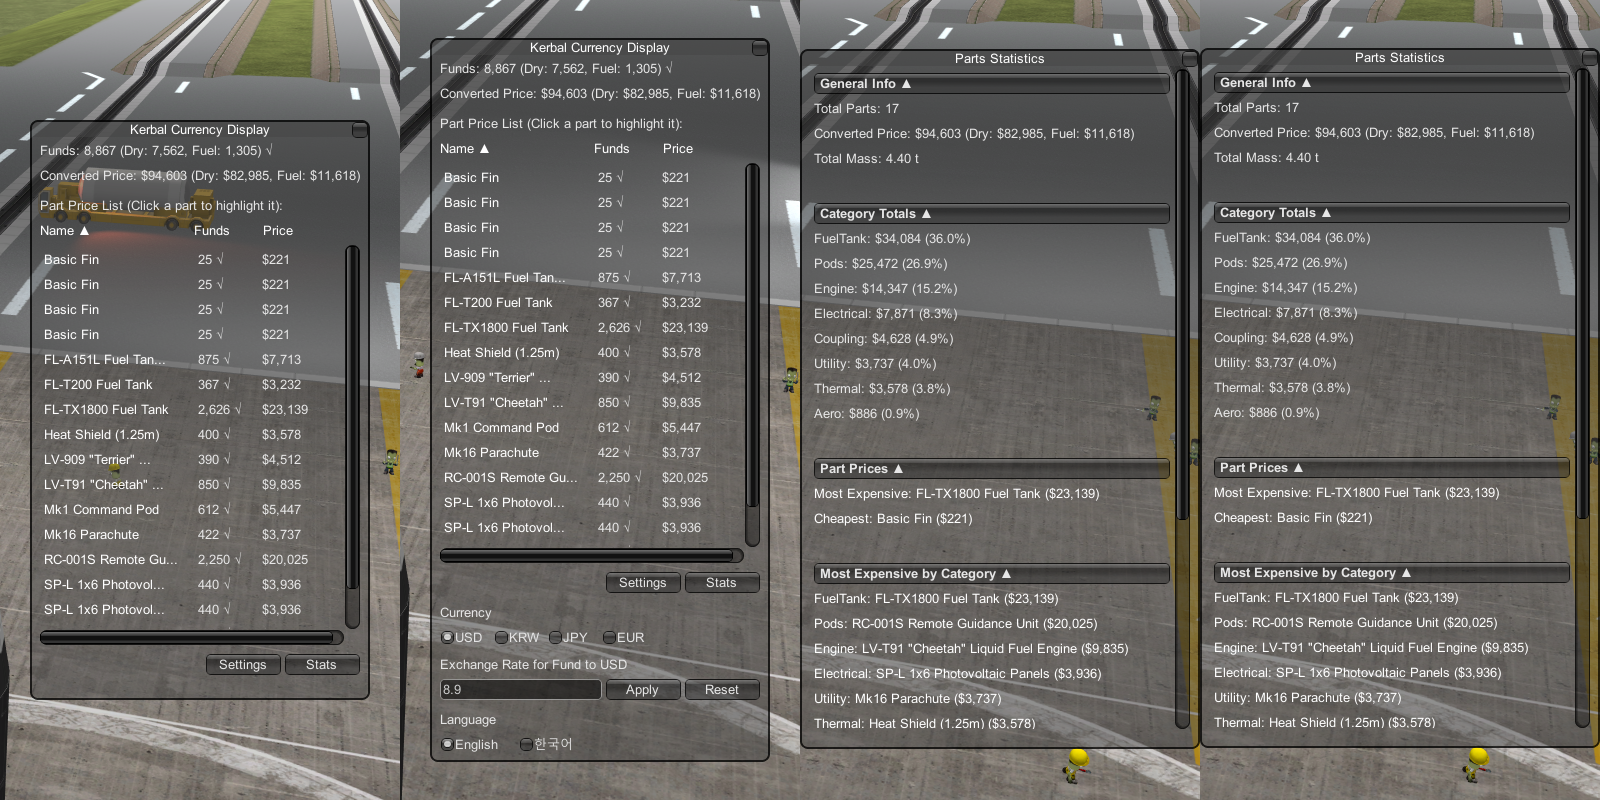 Kerbal Currency Display
Funds: 8,867 (Dry: 7,562, Fuel: 1,305) √
Converted Price: $94,603 (Dry: $82,985, Fuel: $11,618)
Part Price List (Click a part to highlight it):
Name ▲ Funds Price
Basic Fin 25 √ $221
Basic Fin 25 √ $221
Basic Fin 25 √ $221
Basic Fin 25 √ $221
FL-A151L Fuel Tan... 875 √ $7,713
FL-T200 Fuel Tank 367 √ $3,232
FL-TX1800 Fuel Tank 2,626 √ $23,139
Heat Shield (1.25m) 400 √ $3,578
LV-909 "Terrier" ... 390 √ $4,512
LV-T91 "Cheetah" ... 850 √ $9,835
Mk1 Command Pod 612 √ $5,447
Mk16 Parachute 422 √ $3,737
RC-001S Remote Gu... 2,250 √ $20,025
SP-L 1x6 Photovol... 440 √ $3,936
SP-L 1x6 Photovol... 440 √ $3,936
Settings Stats
Kerbal Currency Display
Funds: 8,867 (Dry: 7,562, Fuel: 1,305) √
Converted Price: $94,603 (Dry: $82,985, Fuel: $11,618)
Part Price List (Click a part to highlight it):
Name ▲ Funds Price
Basic Fin 25 √ $221
Basic Fin 25 √ $221
Basic Fin 25 √ $221
Basic Fin 25 √ $221
FL-A151L Fuel Tan... 875 √ $7,713
FL-T200 Fuel Tank 367 √ $3,232
FL-TX1800 Fuel Tank 2,626 √ $23,139
Heat Shield (1.25m) 400 √ $3,578
LV-909 "Terrier" ... 390 √ $4,512
LV-T91 "Cheetah" ... 850 √ $9,835
Mk1 Command Pod 612 √ $5,447
Mk16 Parachute 422 √ $3,737
RC-001S Remote Gu... 2,250 √ $20,025
SP-L 1x6 Photovol... 440 √ $3,936
SP-L 1x6 Photovol... 440 √ $3,936
Settings Stats
Currency
USD KRW JPY EUR
Exchange Rate for Fund to USD
8.9 Apply Reset
Language
English 한국어
Parts Statistics
General Info ▲
Total Parts: 17
Converted Price: $94,603 (Dry: $82,985, Fuel: $11,618)
Total Mass: 4.40 t
Category Totals ▲
FuelTank: $34,084 (36.0%)
Pods: $25,472 (26.9%)
Engine: $14,347 (15.2%)
Electrical: $7,871 (8.3%)
Coupling: $4,628 (4.9%)
Utility: $3,737 (4.0%)
Thermal: $3,578 (3.8%)
Aero: $886 (0.9%)
Part Prices ▲
Most Expensive: FL-TX1800 Fuel Tank ($23,139)
Cheapest: Basic Fin ($221)
Most Expensive by Category ▲
FuelTank: FL-TX1800 Fuel Tank ($23,139)
Pods: RC-001S Remote Guidance Unit ($20,025)
Engine: LV-T91 "Cheetah" Liquid Fuel Engine ($9,835)
Electrical: SP-L 1x6 Photovoltaic Panels ($3,936)
Utility: Mk16 Parachute ($3,737)
Thermal: Heat Shield (1.25m) ($3,578)
Parts Statistics
General Info ▲
Total Parts: 17
Converted Price: $94,603 (Dry: $82,985, Fuel: $11,618)
Total Mass: 4.40 t
Category Totals ▲
FuelTank: $34,084 (36.0%)
Pods: $25,472 (26.9%)
Engine: $14,347 (15.2%)
Electrical: $7,871 (8.3%)
Coupling: $4,628 (4.9%)
Utility: $3,737 (4.0%)
Thermal: $3,578 (3.8%)
Aero: $886 (0.9%)
Part Prices ▲
Most Expensive: FL-TX1800 Fuel Tank ($23,139)
Cheapest: Basic Fin ($221)
Most Expensive by Category ▲
FuelTank: FL-TX1800 Fuel Tank ($23,139)
Pods: RC-001S Remote Guidance Unit ($20,025)
Engine: LV-T91 "Cheetah" Liquid Fuel Engine ($9,835)
Electrical: SP-L 1x6 Photovoltaic Panels ($3,936)
Utility: Mk16 Parachute ($3,737)
Thermal: Heat Shield (1.25m) ($3,578)